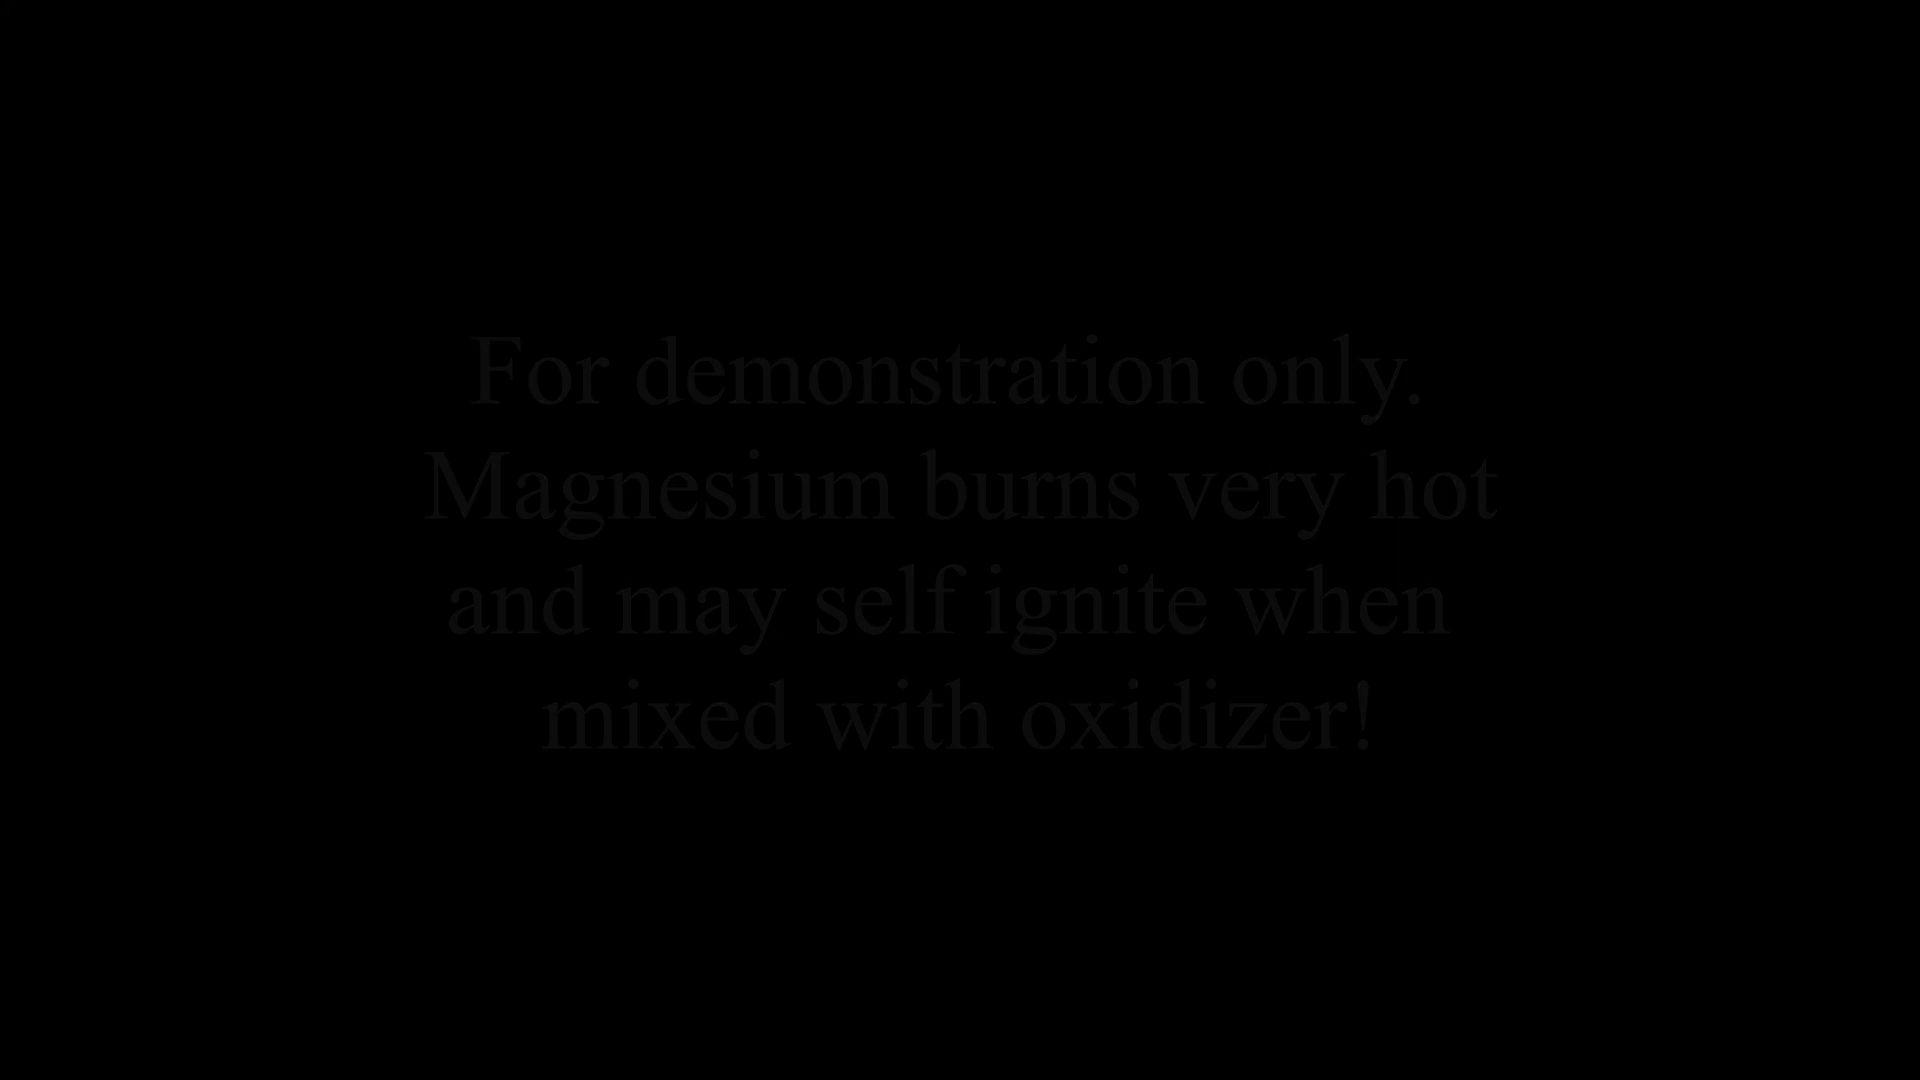 For demonstration only.
Magnesium burns very hot
and may self ignite when
mixed with oxidizer!